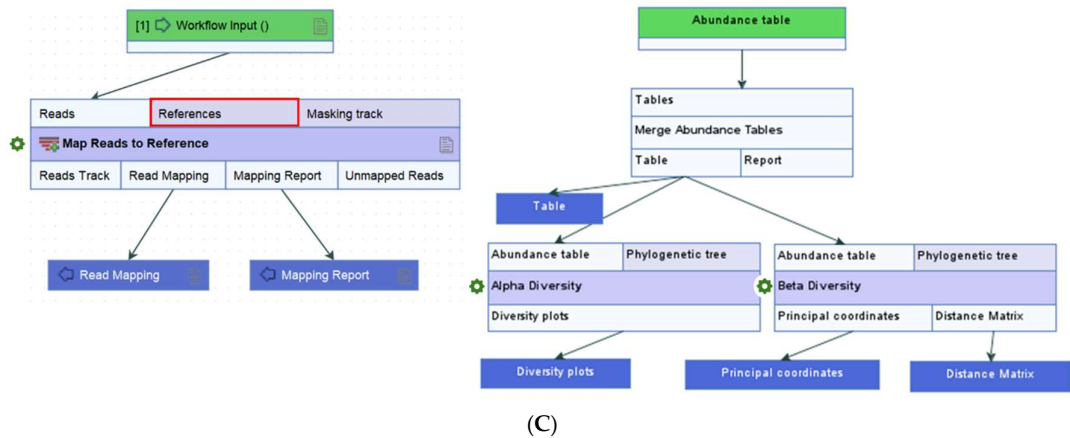 [1] Workflow Input ()
Reads References Masking track
Map Reads to Reference
Reads Track Read Mapping Mapping Report Unmapped Reads
Read Mapping Mapping Report
Abundance table
Tables
Merge Abundance Tables
Table Report
Table
Abundance table Phylogenetic tree
Alpha Diversity
Diversity plots
Diversity plots
Abundance table Phylogenetic tree
Beta Diversity
Principal coordinates Distance Matrix
Principal coordinates Distance Matrix
(C)